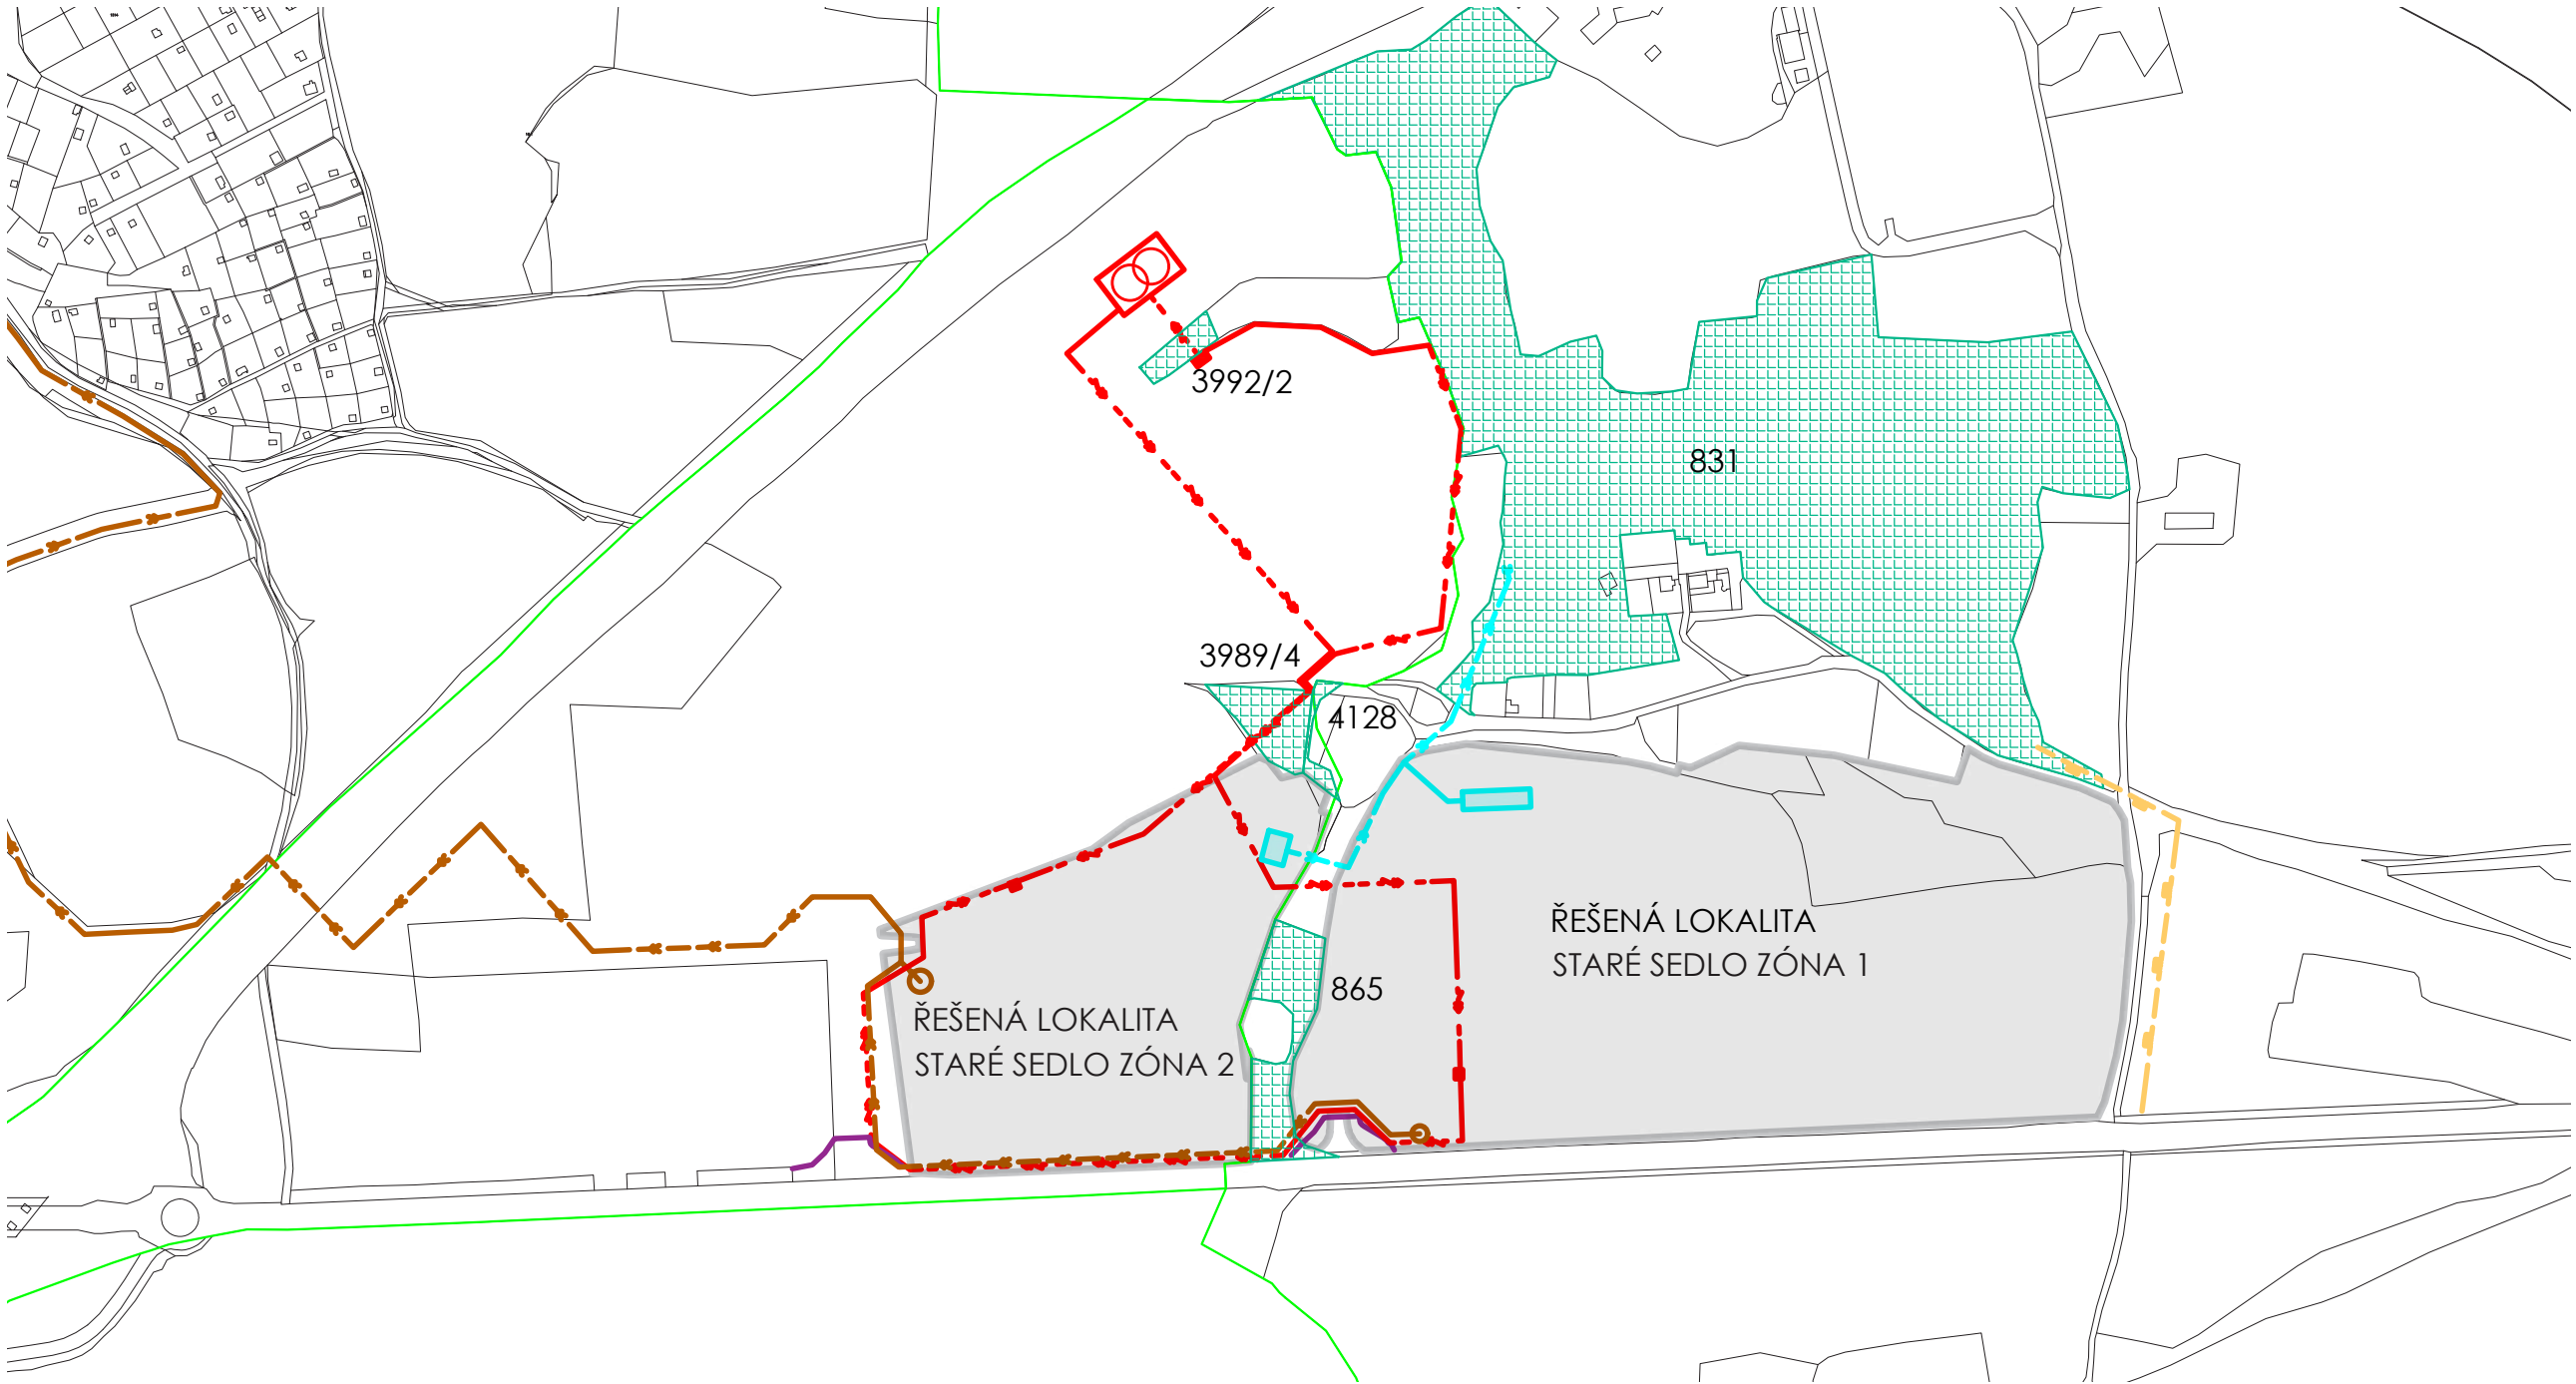 3992/2
831
3989/4
4128
ŘEŠENÁ LOKALITA
STARÉ SEDLO ZÓNA 1
865
ŘEŠENÁ LOKALITA
STARÉ SEDLO ZÓNA 2